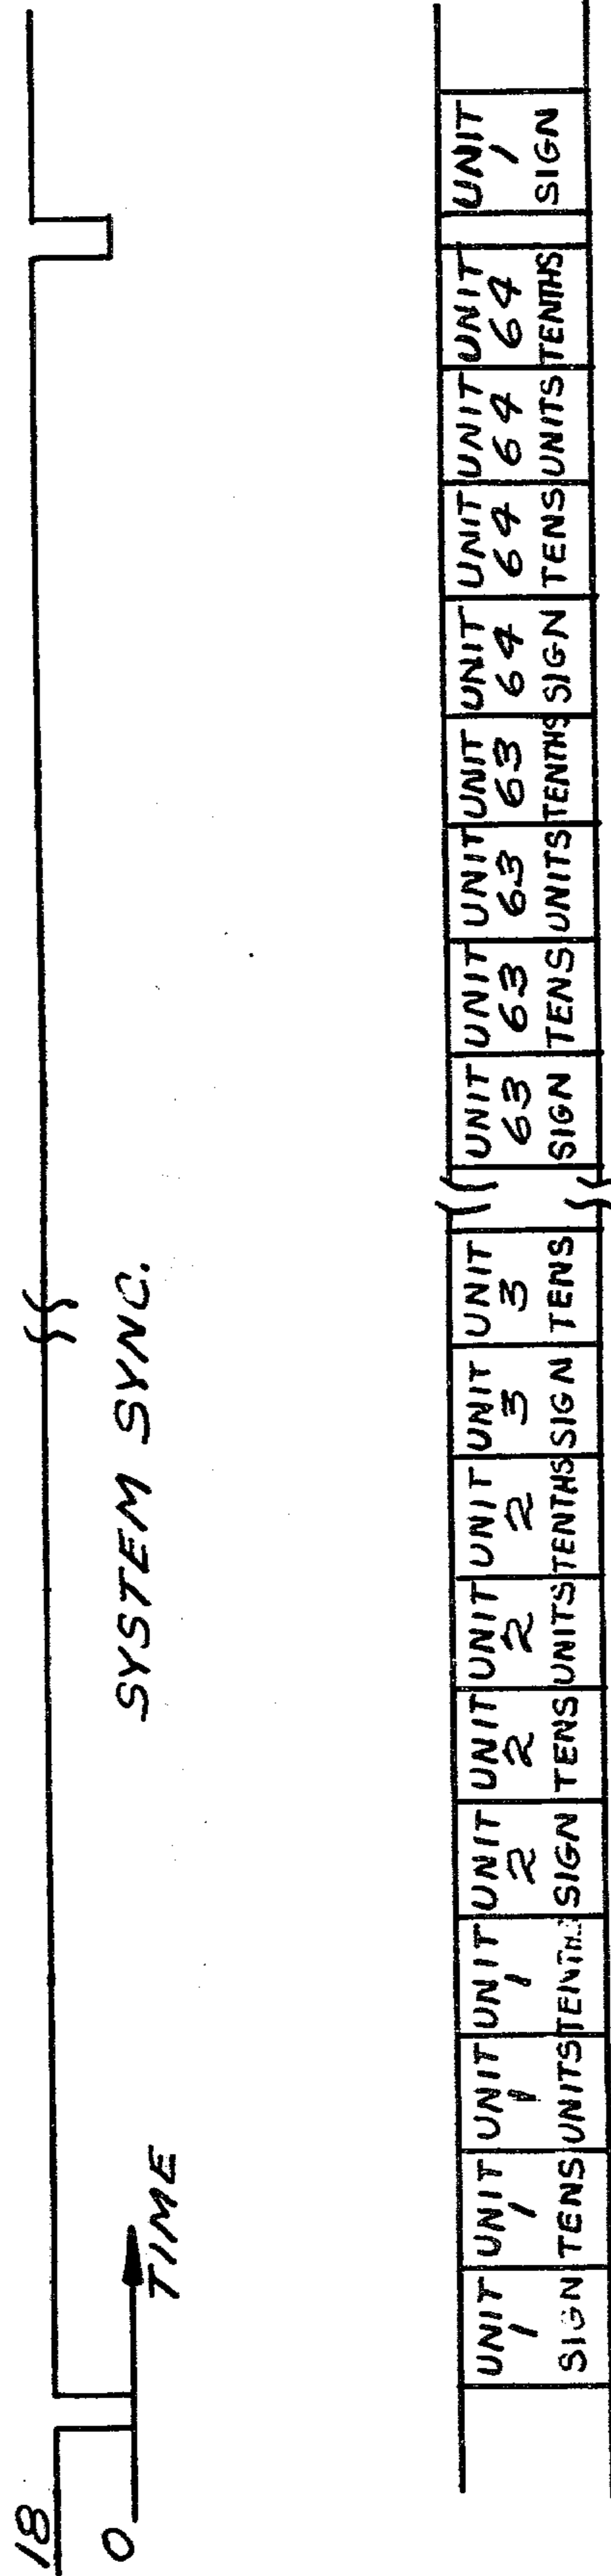 18
0
TIME
SYSTEM SYNC.
UNIT 1 SIGN
UNIT 1 TENS
UNIT 1 UNITS
UNIT 1
UNIT 2 SIGN
UNIT 2 TENS
UNIT 2 UNITS
UNIT 2 TENTHS
UNIT 3 SIGN
UNIT 3 TENS
UNIT 63 SIGN
UNIT 63 TENS
UNIT 63 UNITS
UNIT 63 TENTHS
UNIT 64 SIGN
UNIT 64 TENS
UNIT 64 UNITS
UNIT 64 TENTHS
UNIT 1 SIGN